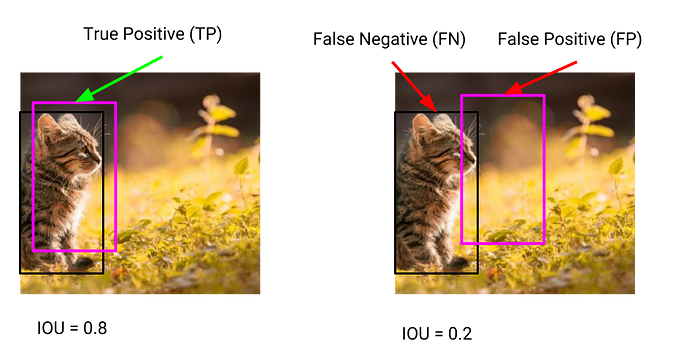 True Positive (TP)
False Negative (FN)
False Positive (FP)
IOU = 0.8
IOU = 0.2